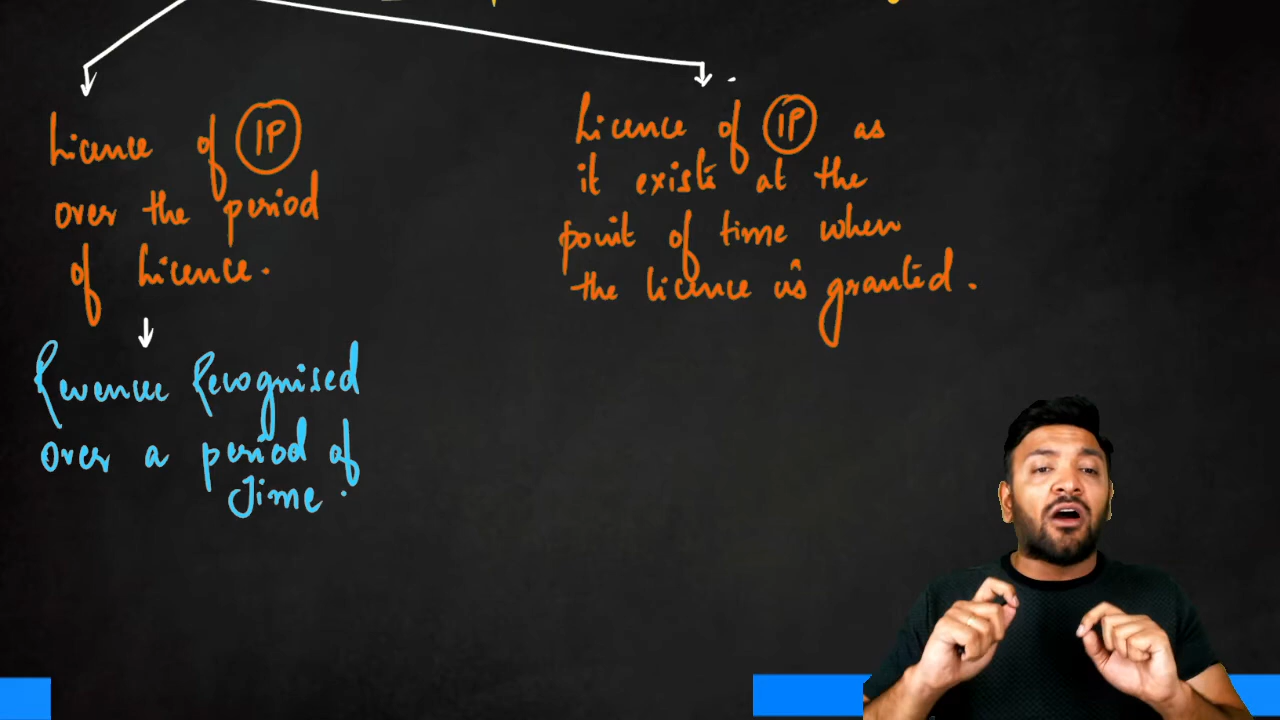 Licence of IP
over the period
of Licence.
Revenue Recognised
over a period of
Time.
Licence of IP as
it exists at the
point of time when
the licence is granted.